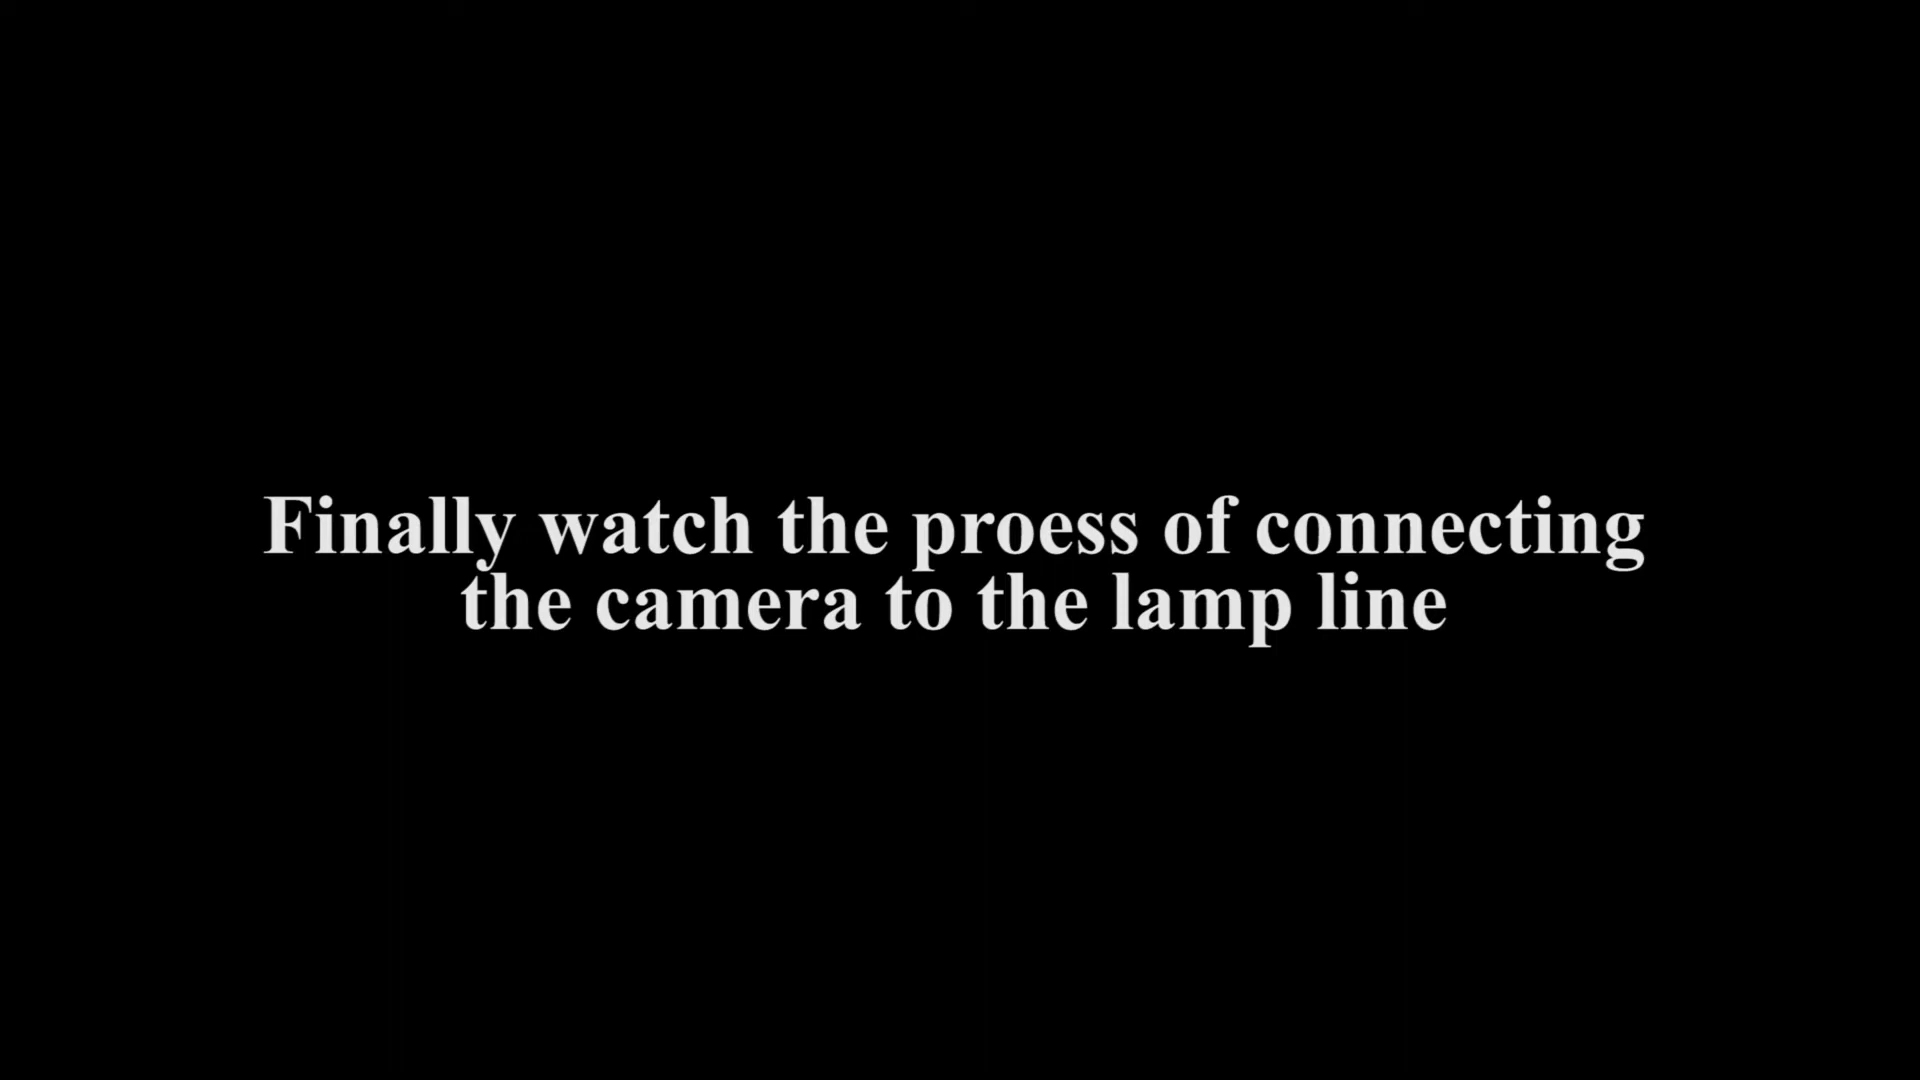 Finally watch the proess of connecting
the camera to the lamp line